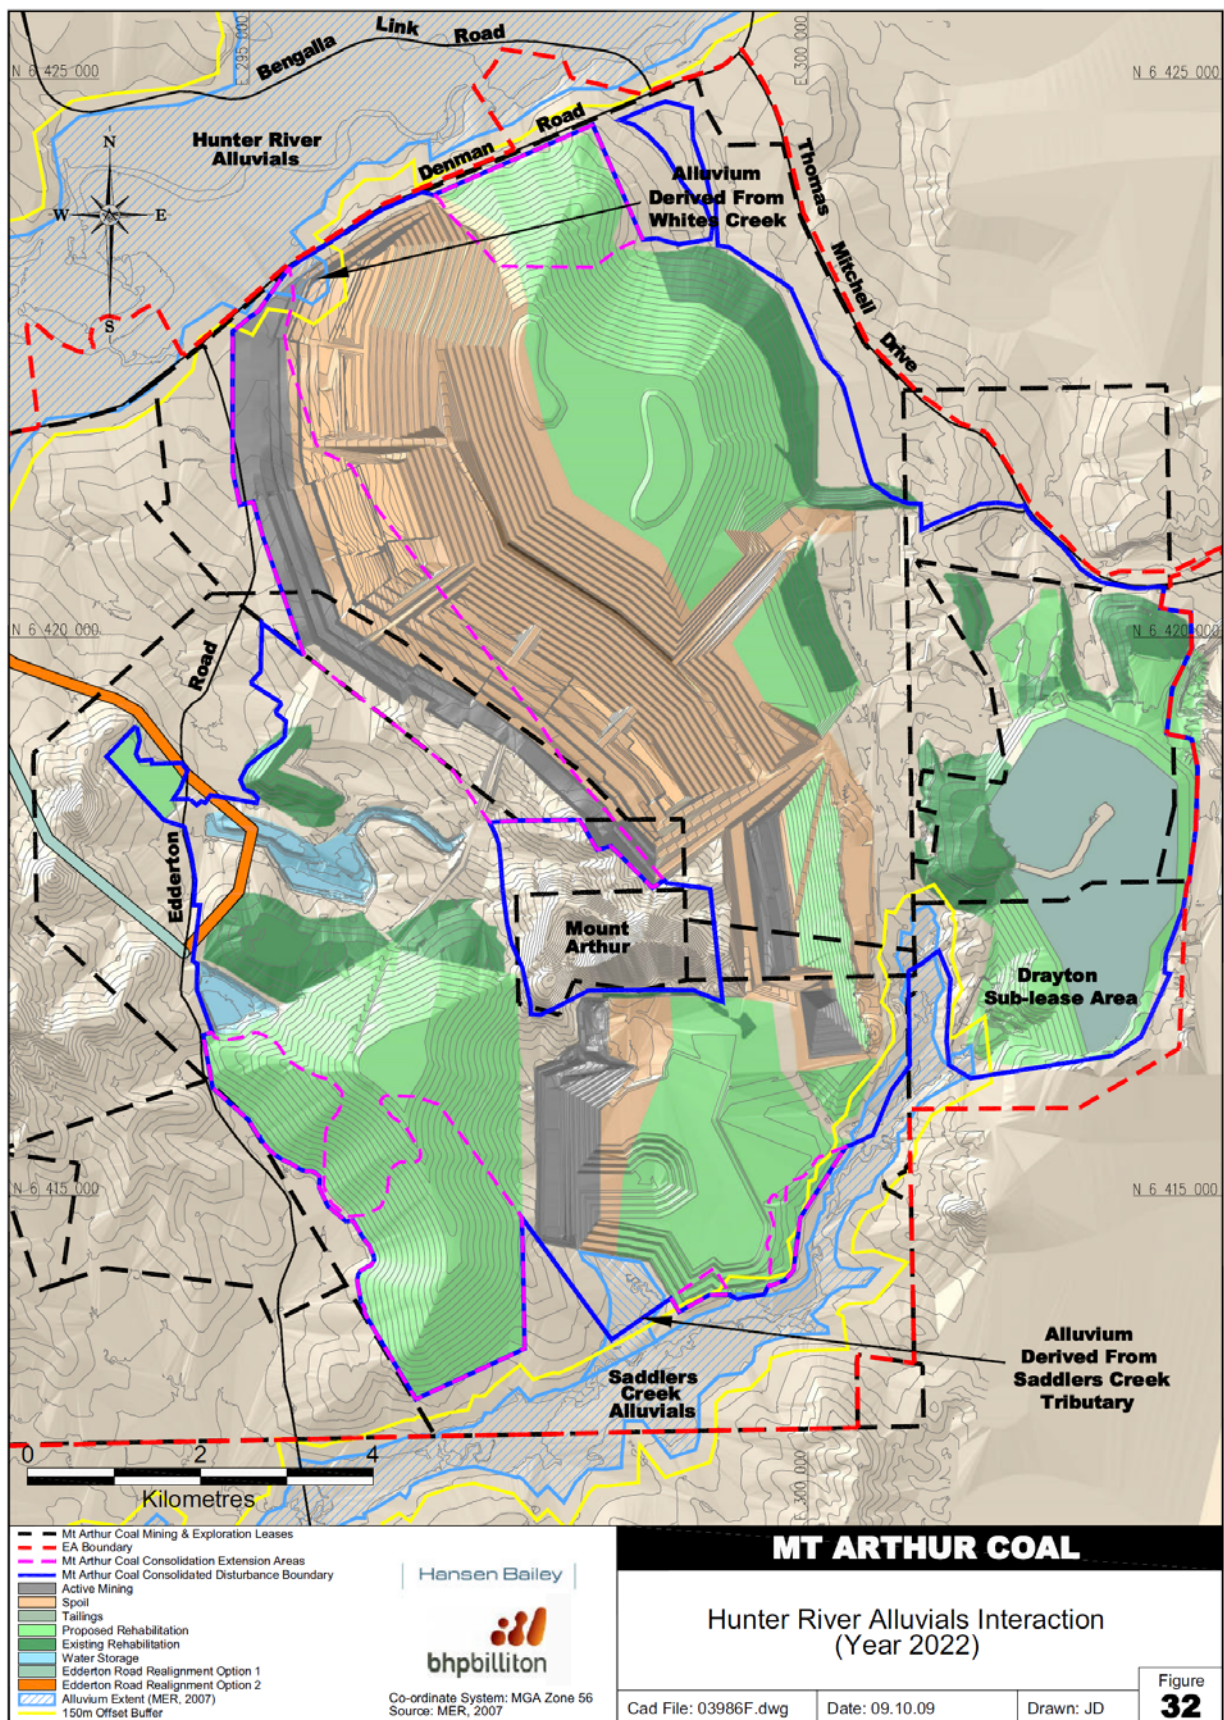 Bengalla Link Road
N 6 425 000
E 295 000
E 300 000
N 6 425 000
Hunter River
Alluvials
Denman Road
N
W
E
S
Alluvium
Derived From
Whites Creek
Thomas Mitchell Drive
N 6 420 000
N 6 420 000
Road
Edderton
Mount
Arthur
Drayton
Sub-lease Area
N 6 415 000
N 6 415 000
Alluvium
Derived From
Saddlers Creek
Tributary
Saddlers
Creek
Alluvials
E 300 000
0 2 4
Kilometres
Mt Arthur Coal Mining & Exploration Leases
EA Boundary
Mt Arthur Coal Consolidation Extension Areas
Mt Arthur Coal Consolidated Disturbance Boundary
Active Mining
Spoil
Tailings
Proposed Rehabilitation
Existing Rehabilitation
Water Storage
Edderton Road Realignment Option 1
Edderton Road Realignment Option 2
Alluvium Extent (MER, 2007)
150m Offset Buffer
Hansen Bailey
bhpbilliton
Co-ordinate System: MGA Zone 56
Source: MER, 2007
MT ARTHUR COAL
Hunter River Alluvials Interaction
(Year 2022)
Cad File: 03986F.dwg
Date: 09.10.09
Drawn: JD
Figure
32